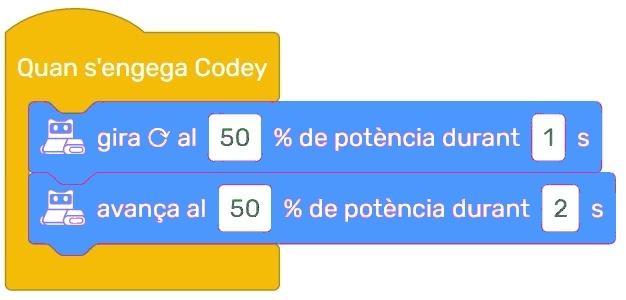 Quan s'engega Codey
gira al 50 % de potència durant 1 s
avança al 50 % de potència durant 2 s